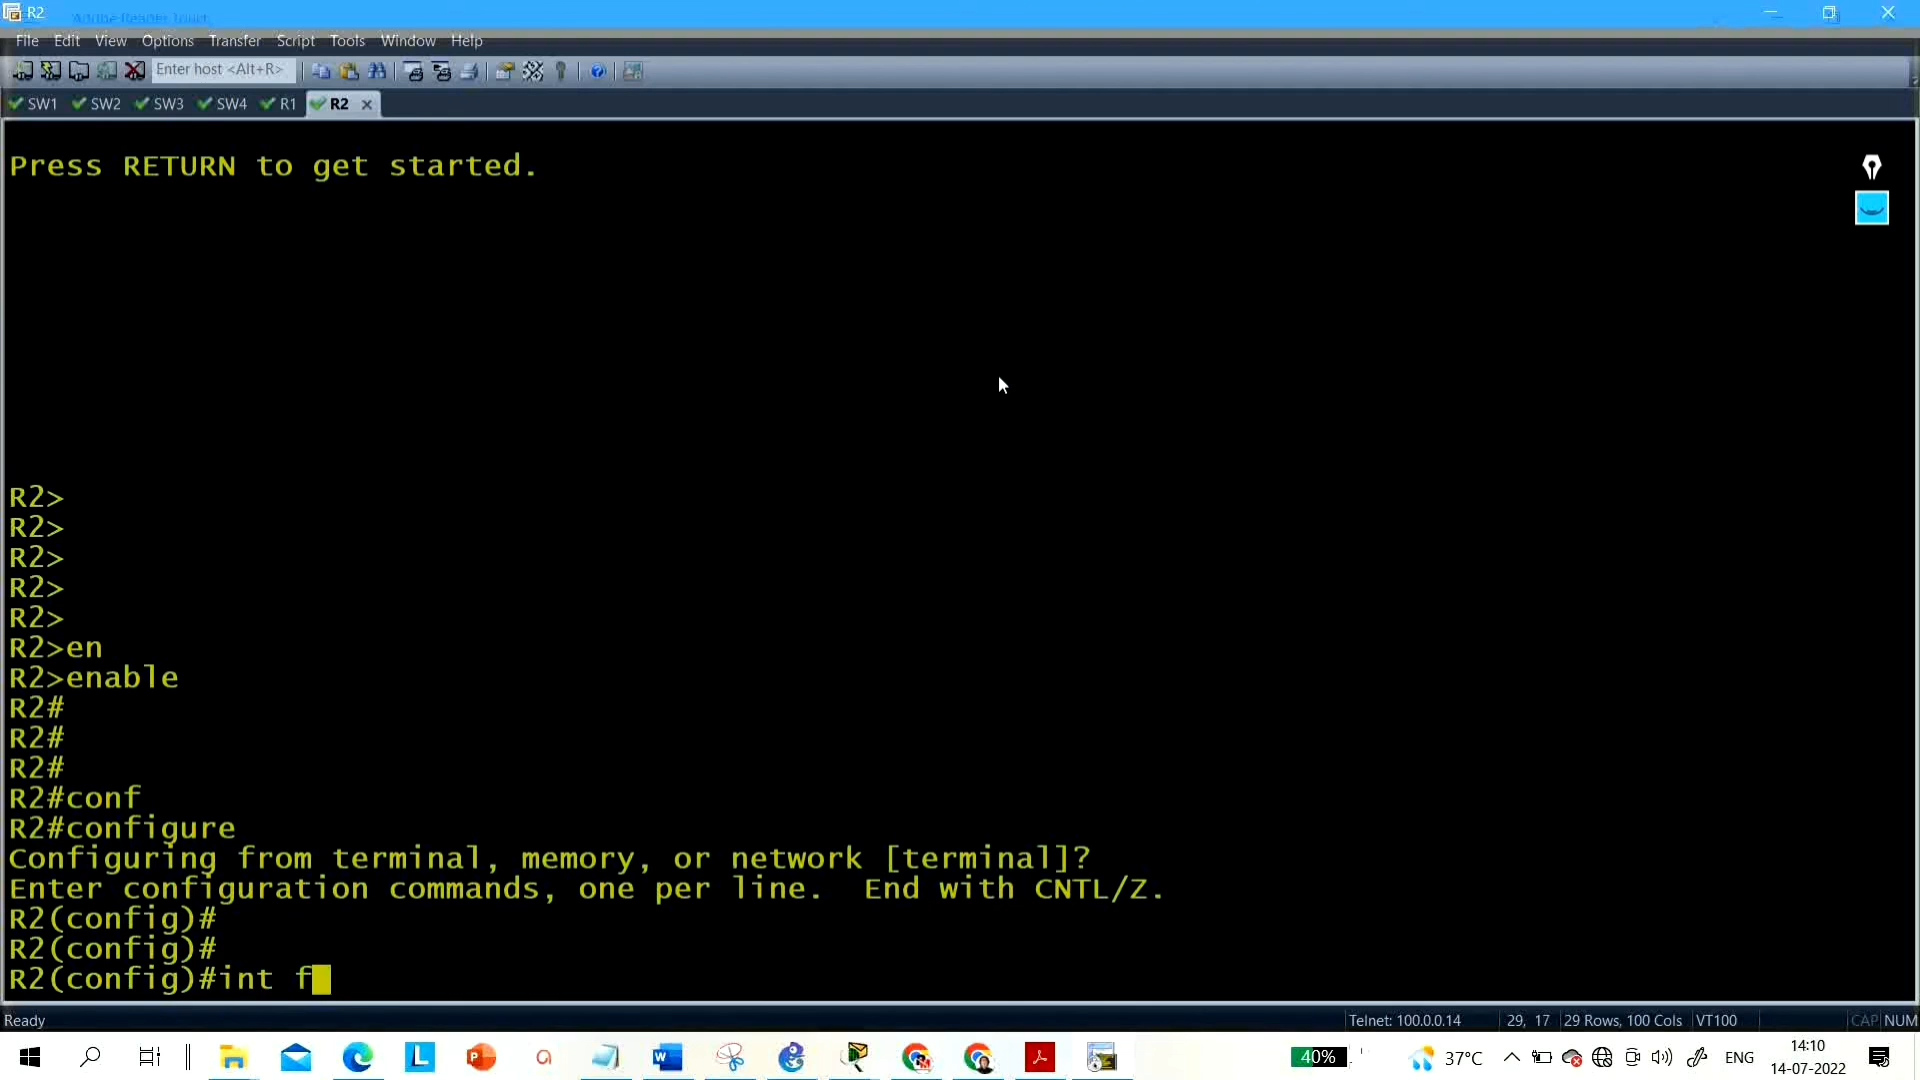 R2
Adobe Reader Touch
File Edit View Options Transfer Script Tools Window Help
Enter host <Alt+R>
SW1 SW2 SW3 SW4 R1 R2
Press RETURN to get started.
R2>
R2>
R2>
R2>
R2>
R2>en
R2>enable
R2#
R2#
R2#
R2#conf
R2#configure
Configuring from terminal, memory, or network [terminal]?
Enter configuration commands, one per line.  End with CNTL/Z.
R2(config)#
R2(config)#
R2(config)#int f
Ready Telnet: 100.0.0.14 29, 17 29 Rows, 100 Cols VT100 CAP NUM
40% 37°C ENG 14:10
14-07-2022